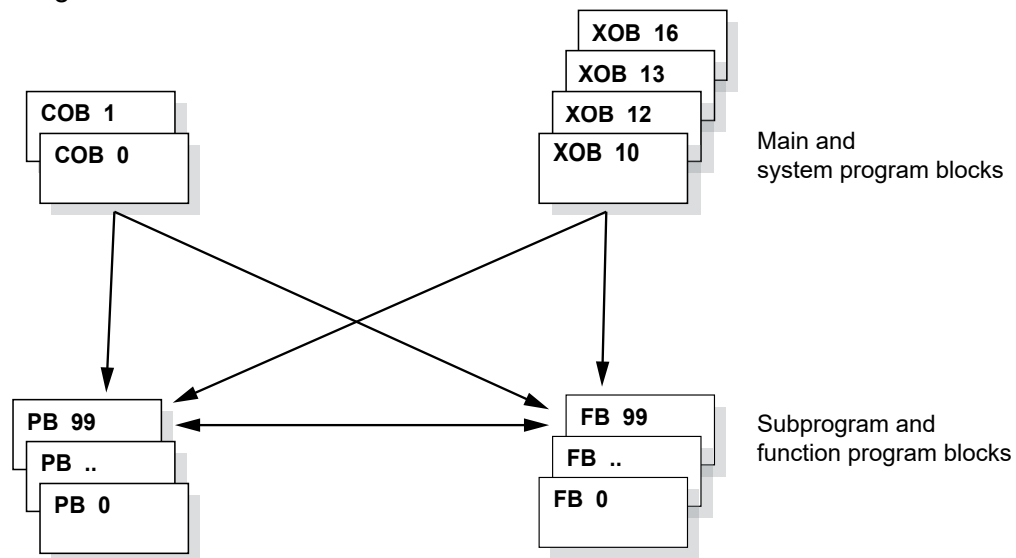 COB 1
COB 0
XOB 16
XOB 13
XOB 12
XOB 10
Main and
system program blocks
PB 99
PB ..
PB 0
FB 99
FB ..
FB 0
Subprogram and
function program blocks